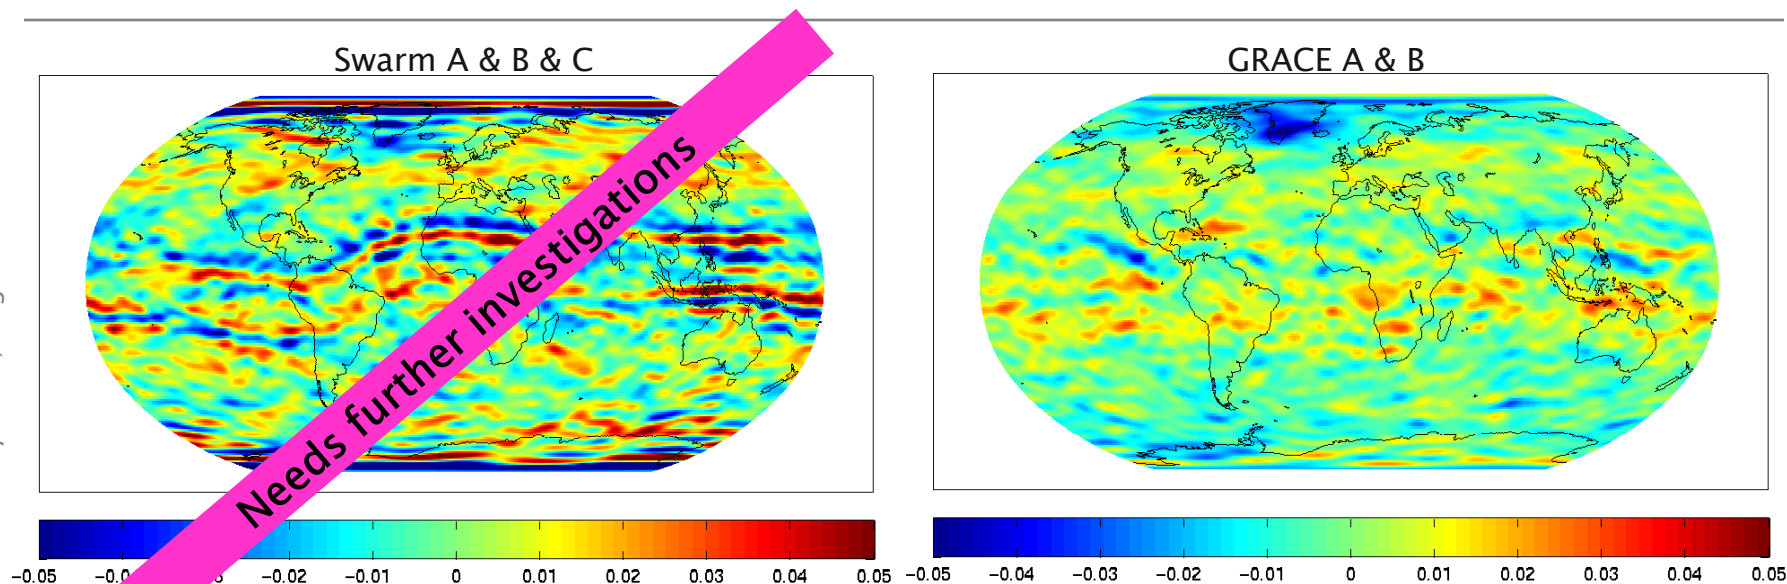 Swarm A & B & C
GRACE A & B
Needs further investigations
−0.05 −0.02 −0.01 0 0.01 0.02 0.03 0.04 0.05
−0.05 −0.04 −0.03 −0.02 −0.01 0 0.01 0.02 0.03 0.04 0.05